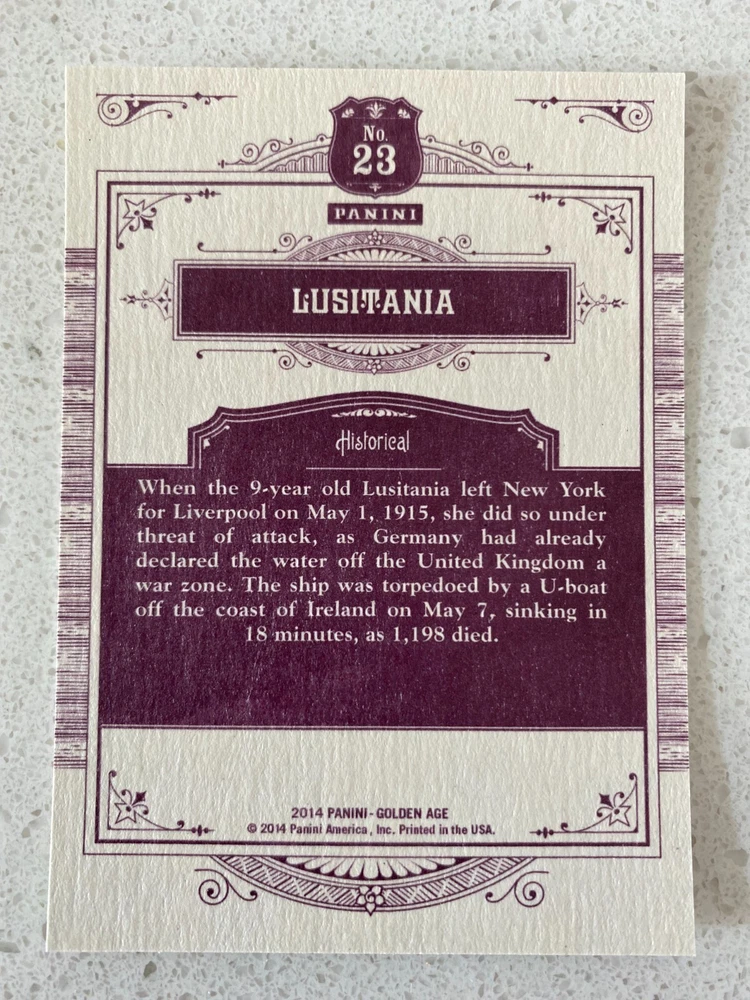 No.
23
PANINI
LUSITANIA
Historical
When the 9-year old Lusitania left New York
for Liverpool on May 1, 1915, she did so under
threat of attack, as Germany had already
declared the water off the United Kingdom a
war zone. The ship was torpedoed by a U-boat
off the coast of Ireland on May 7, sinking in
18 minutes, as 1,198 died.
2014 PANINI - GOLDEN AGE
© 2014 Panini America, Inc. Printed in the USA.